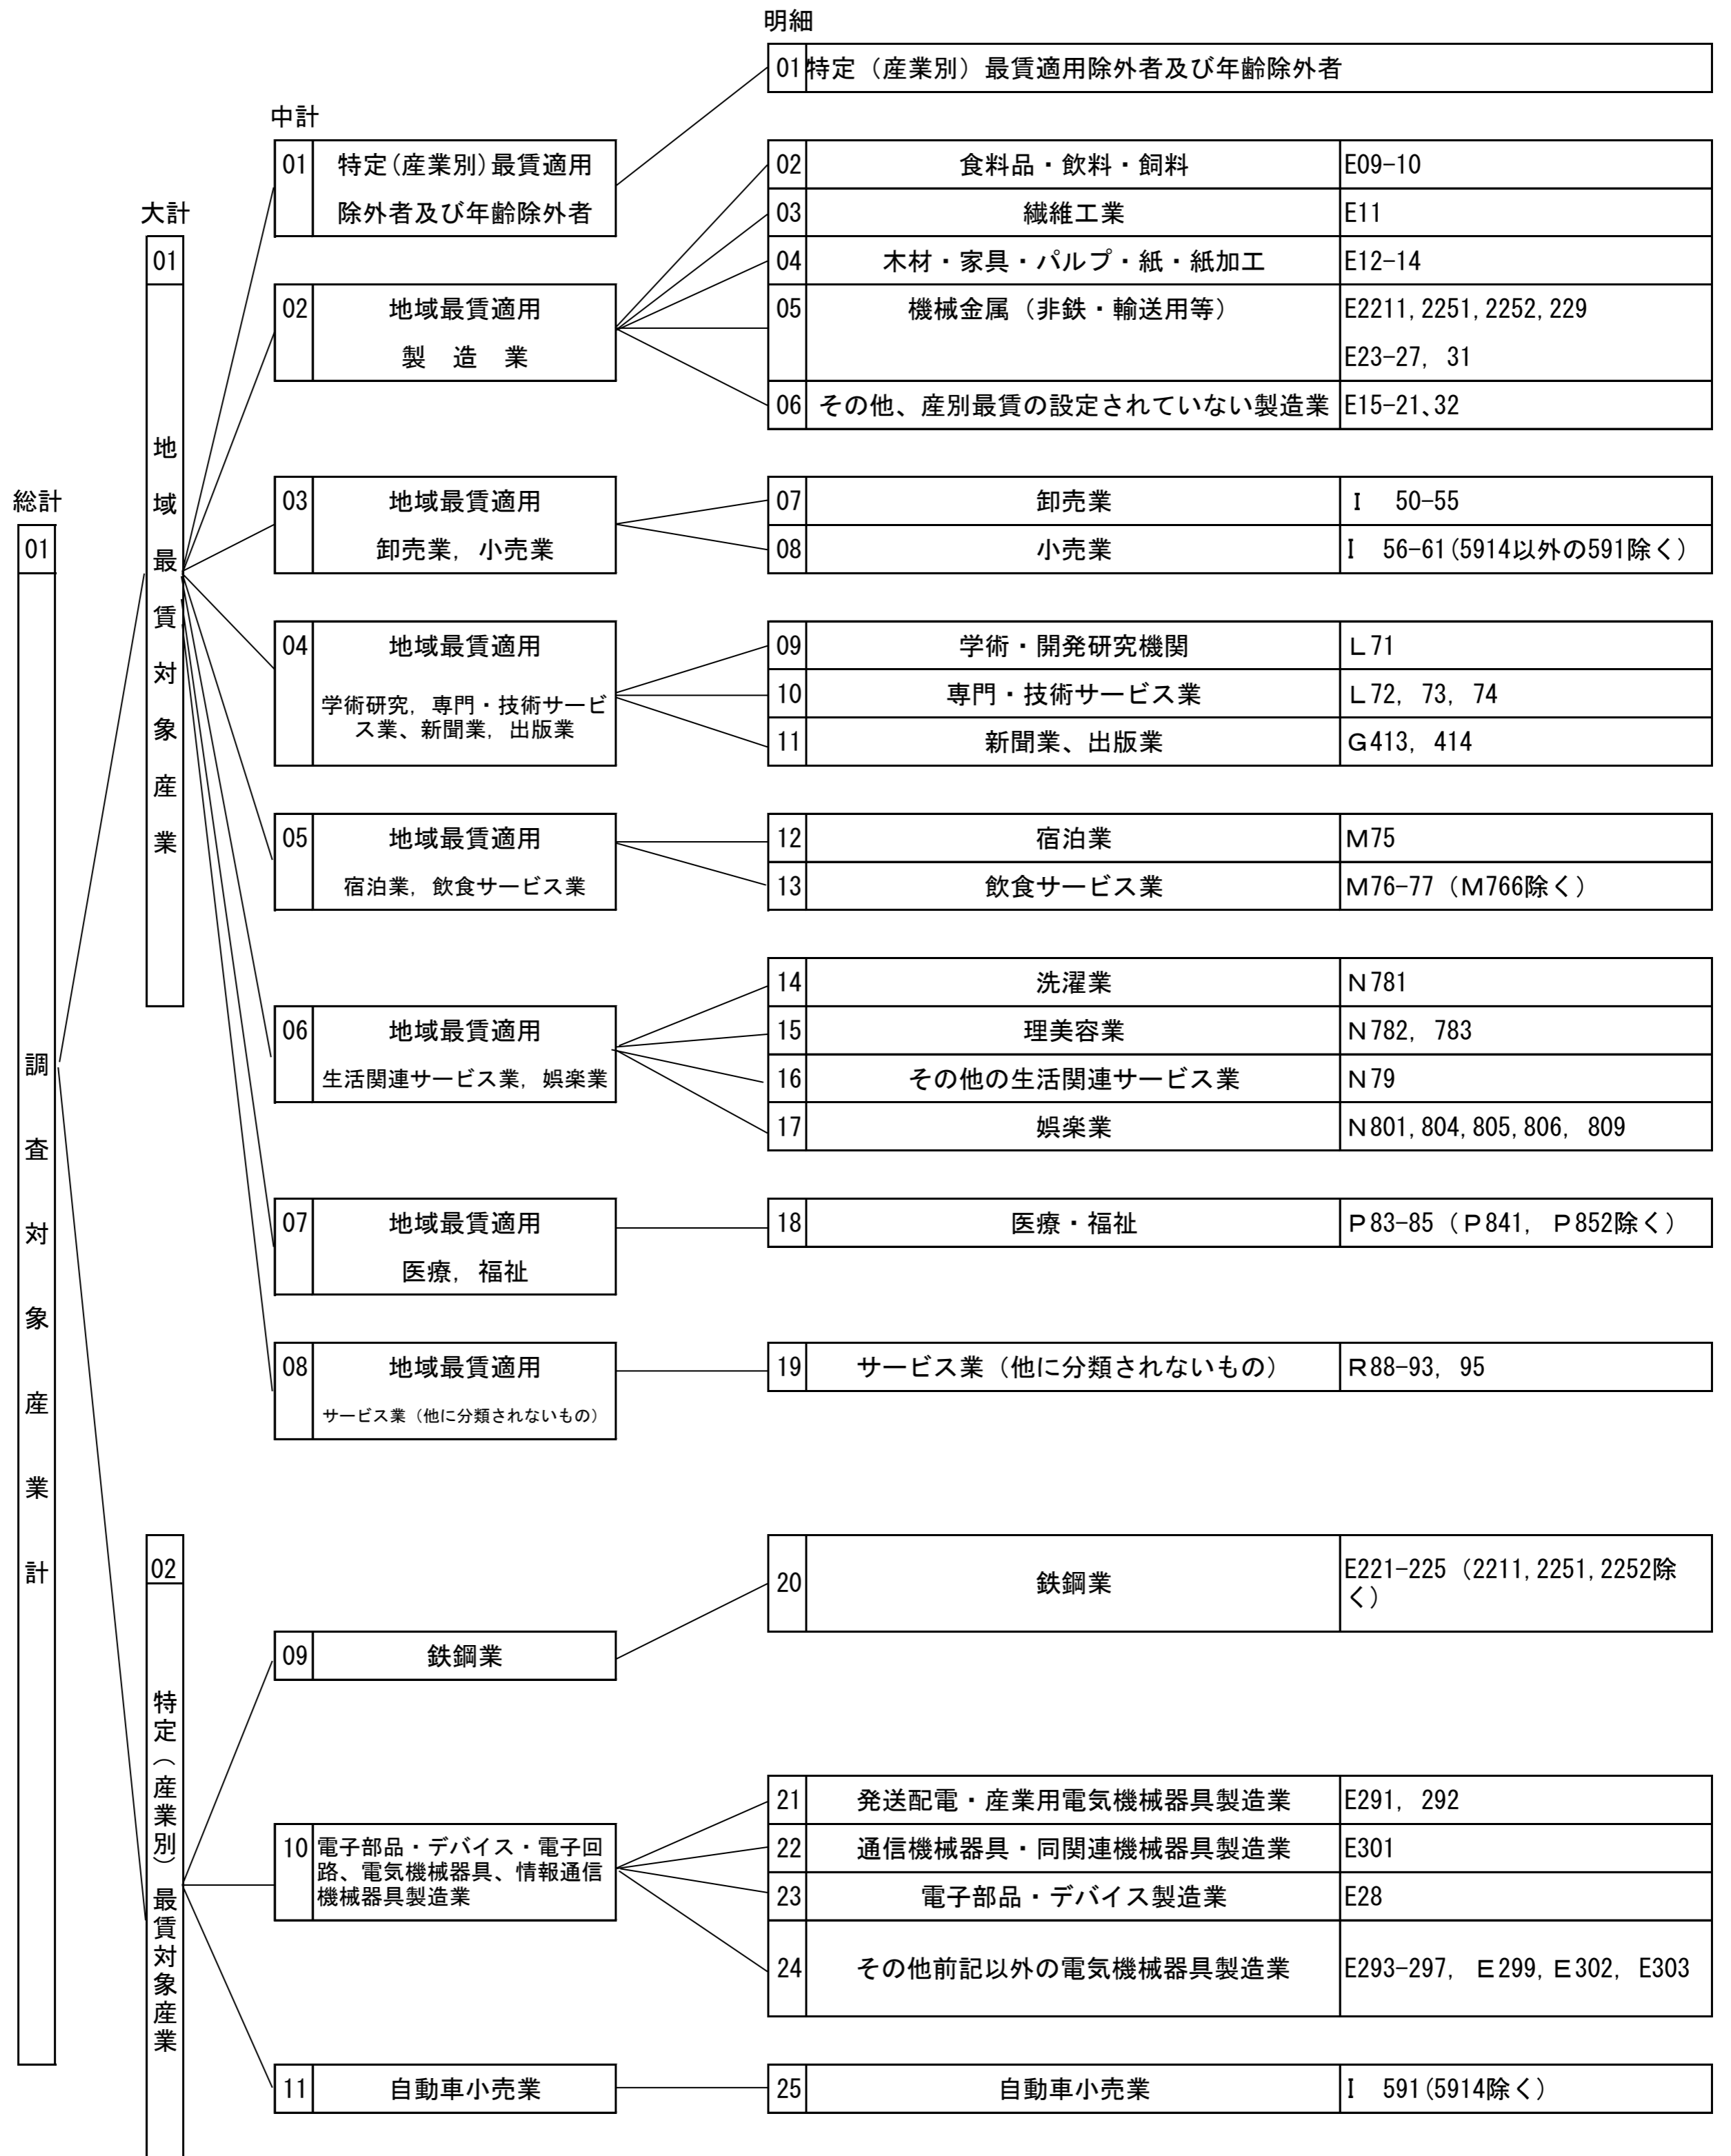 明細
01 特定（産業別）最賃適用除外者及び年齢除外者
中計
01 特定(産業別)最賃適用
除外者及び年齢除外者
02 食料品・飲料・飼料 E09-10
03 繊維工業 E11
大計
01
04 木材・家具・パルプ・紙・紙加工 E12-14
02 地域最賃適用
製　造　業
05 機械金属（非鉄・輸送用等） E2211,2251,2252,229
E23-27, 31
06 その他、産別最賃の設定されていない製造業 E15-21、32
地域最賃対象産業
総計
01
調査対象産業計
03 地域最賃適用
卸売業, 小売業
07 卸売業 Ｉ　50-55
08 小売業 Ｉ　56-61(5914以外の591除く)
04 地域最賃適用
学術研究, 専門・技術サービ
ス業、新聞業, 出版業
09 学術・開発研究機関 Ｌ71
10 専門・技術サービス業 Ｌ72, 73, 74
11 新聞業、出版業 Ｇ413, 414
05 地域最賃適用
宿泊業, 飲食サービス業
12 宿泊業 Ｍ75
13 飲食サービス業 Ｍ76-77（Ｍ766除く）
06 地域最賃適用
生活関連サービス業, 娯楽業
14 洗濯業 Ｎ781
15 理美容業 Ｎ782, 783
16 その他の生活関連サービス業 Ｎ79
17 娯楽業 Ｎ801,804,805,806, 809
07 地域最賃適用
医療, 福祉
18 医療・福祉 Ｐ83-85（Ｐ841, Ｐ852除く）
08 地域最賃適用
サービス業（他に分類されないもの）
19 サービス業（他に分類されないもの） Ｒ88-93, 95
02
特定（産業別）最賃対象産業
09 鉄鋼業
20 鉄鋼業 E221-225（2211,2251,2252除
く）
10 電子部品・デバイス・電子回
路、電気機械器具、情報通信
機械器具製造業
21 発送配電・産業用電気機械器具製造業 E291, 292
22 通信機械器具・同関連機械器具製造業 E301
23 電子部品・デバイス製造業 E28
24 その他前記以外の電気機械器具製造業 E293-297, Ｅ299,Ｅ302, E303
11 自動車小売業
25 自動車小売業 Ｉ　591(5914除く)